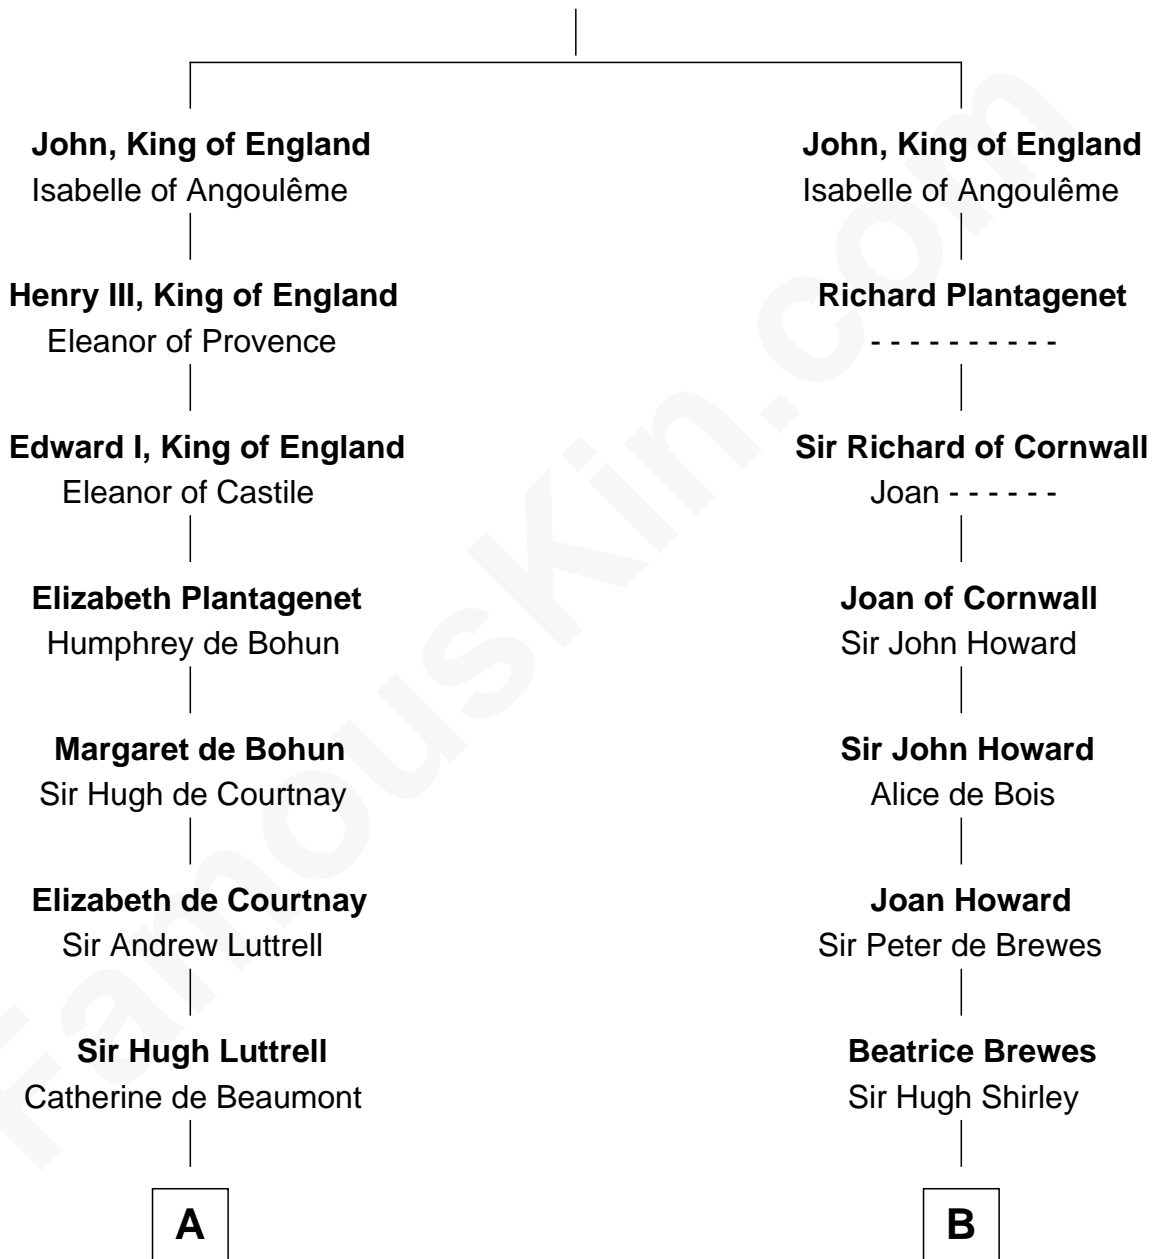 John, King of England
Isabelle of Angoulême
Henry III, King of England
Eleanor of Provence
Edward I, King of England
Eleanor of Castile
Elizabeth Plantagenet
Humphrey de Bohun
Margaret de Bohun
Sir Hugh de Courtnay
Elizabeth de Courtnay
Sir Andrew Luttrell
Sir Hugh Luttrell
Catherine de Beaumont
A
John, King of England
Isabelle of Angoulême
Richard Plantagenet
- - - - - - - - - -
Sir Richard of Cornwall
Joan - - - - - -
Joan of Cornwall
Sir John Howard
Sir John Howard
Alice de Bois
Joan Howard
Sir Peter de Brewes
Beatrice Brewes
Sir Hugh Shirley
B
FamousKin.com